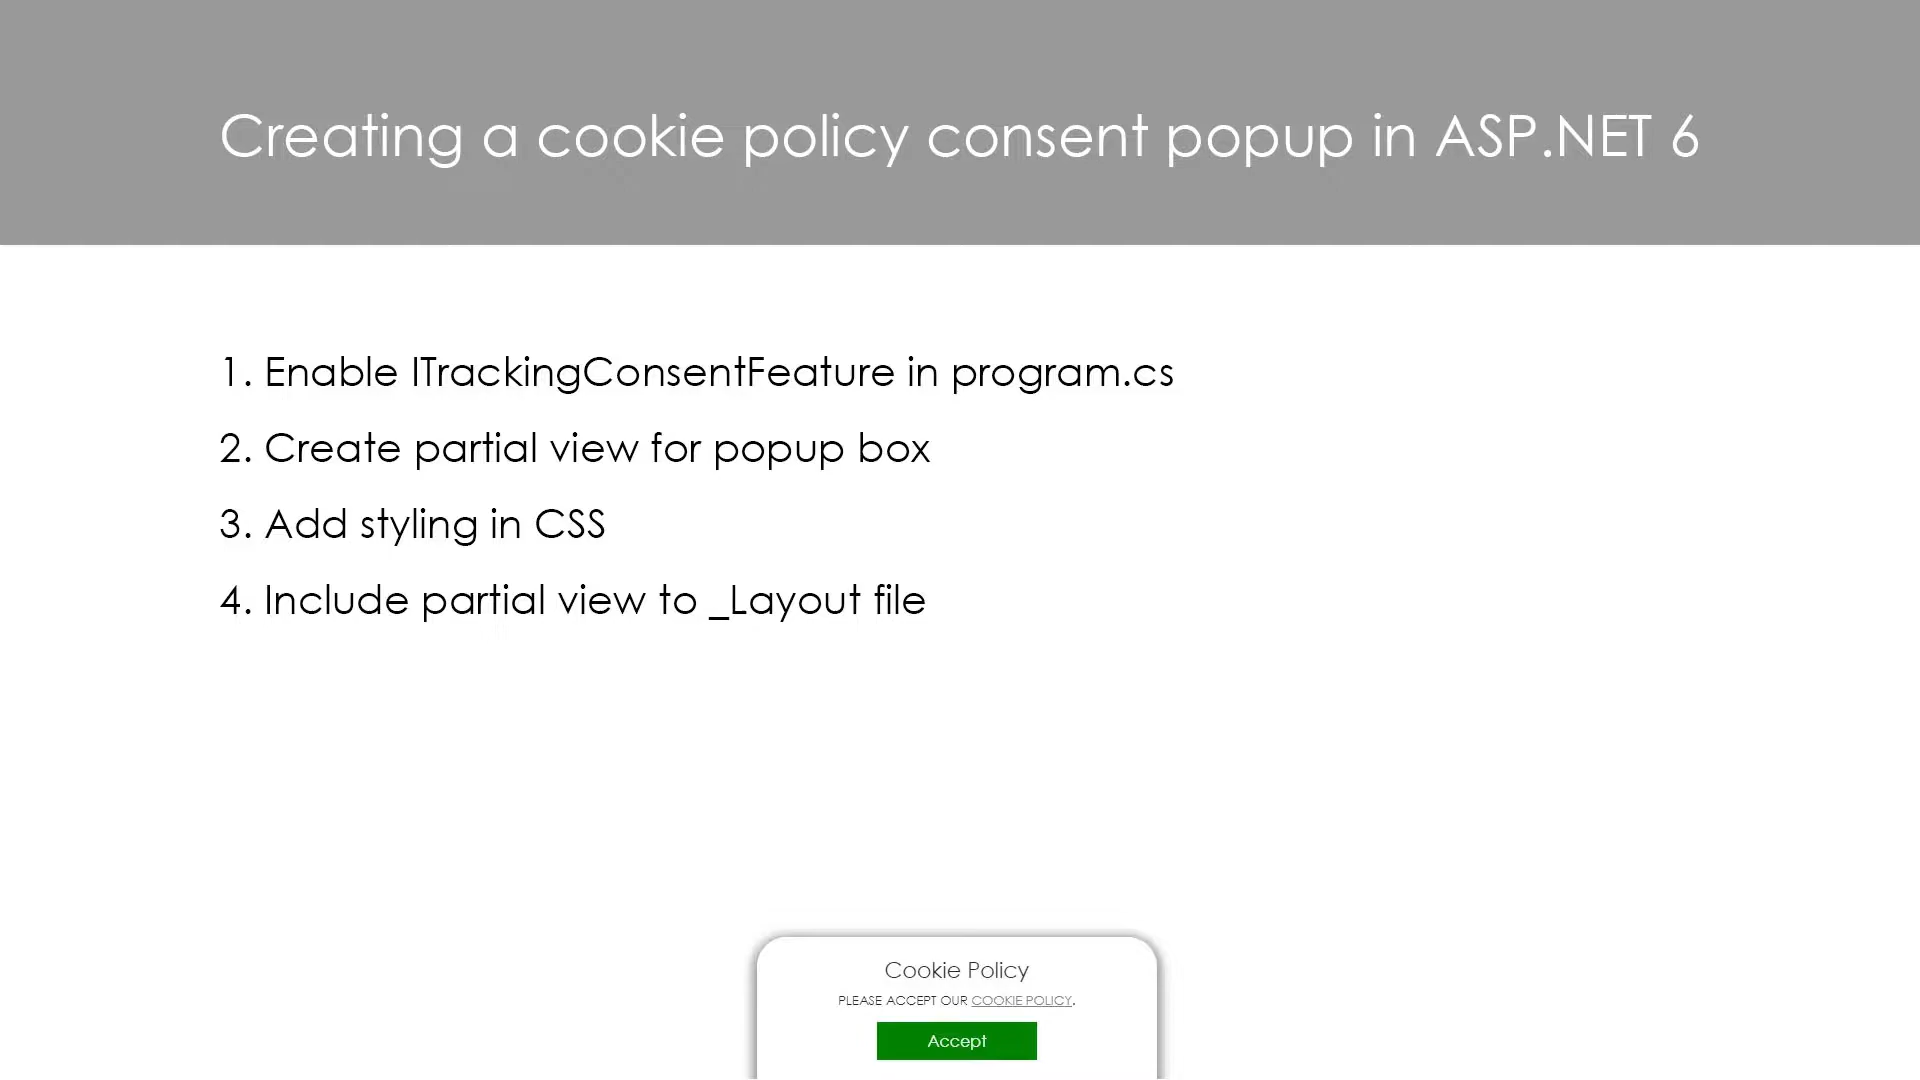 Creating a cookie policy consent popup in ASP.NET 6
1. Enable ITrackingConsentFeature in program.cs
2. Create partial view for popup box
3. Add styling in CSS
4. Include partial view to _Layout file
Cookie Policy
PLEASE ACCEPT OUR COOKIE POLICY.
Accept